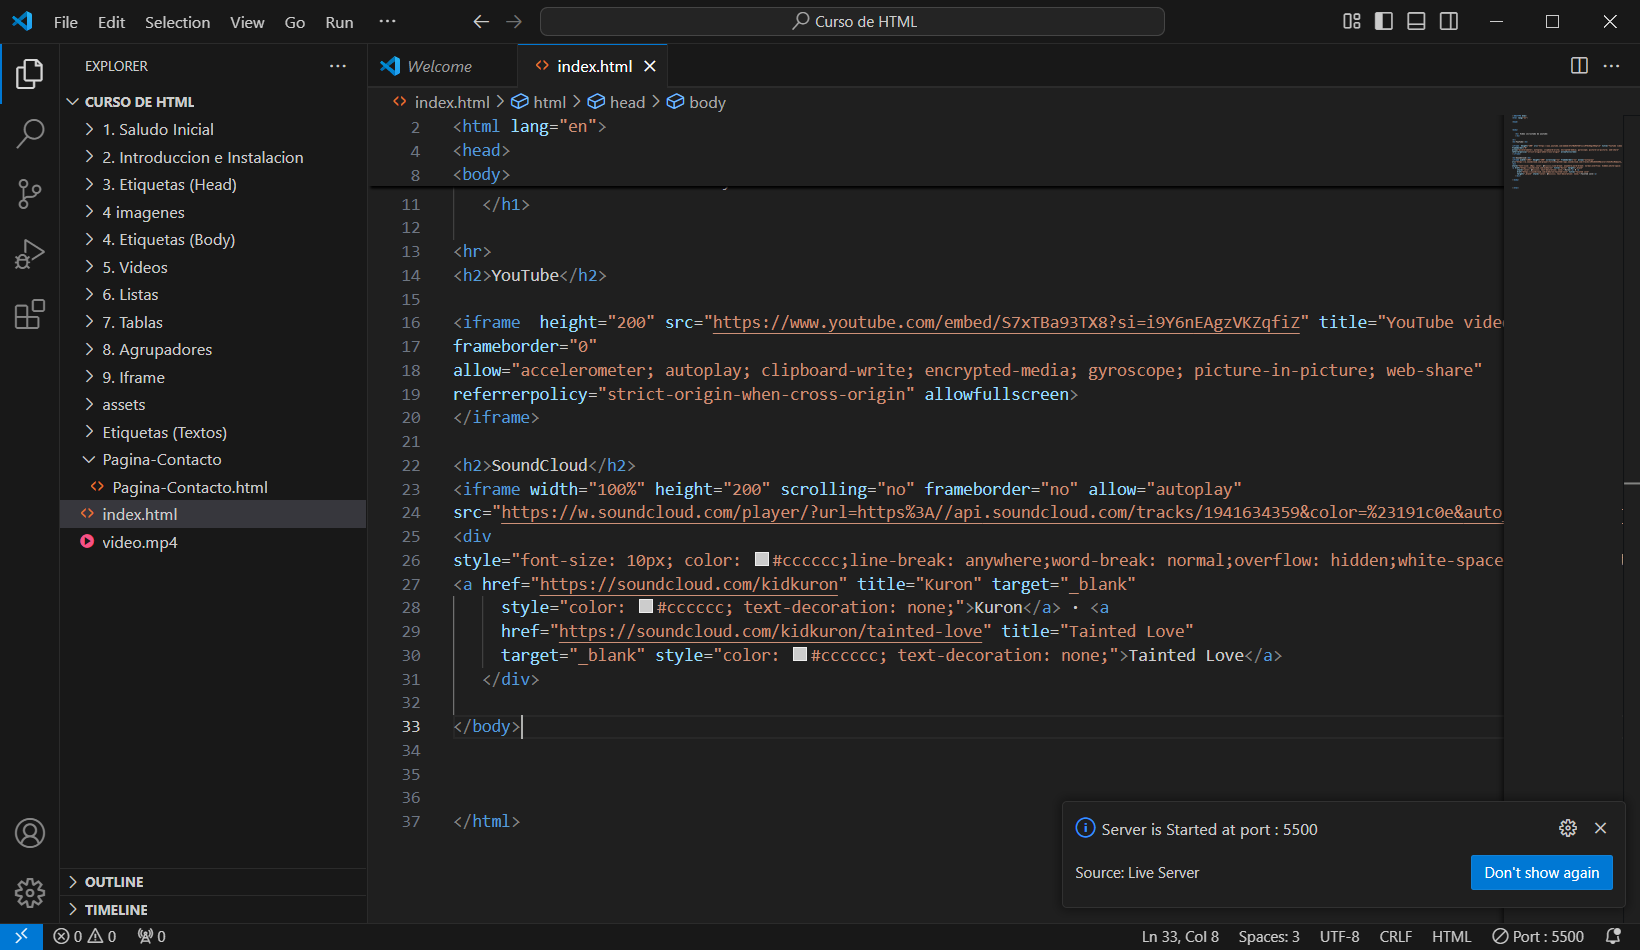 File Edit Selection View Go Run ···
Curso de HTML
EXPLORER ···
CURSO DE HTML
1. Saludo Inicial
2. Introduccion e Instalacion
3. Etiquetas (Head)
4 imagenes
4. Etiquetas (Body)
5. Videos
6. Listas
7. Tablas
8. Agrupadores
9. Iframe
assets
Etiquetas (Textos)
Pagina-Contacto
Pagina-Contacto.html
index.html
video.mp4
OUTLINE
TIMELINE
Welcome
index.html
index.html > html > head > body
2 <html lang="en">
4 <head>
8 <body>
11 </h1>
12
13 <hr>
14 <h2>YouTube</h2>
15
16 <iframe  height="200" src="https://www.youtube.com/embed/S7xTBa93TX8?si=i9Y6nEAgzVKZqfiZ" title="YouTube vide
17 frameborder="0"
18 allow="accelerometer; autoplay; clipboard-write; encrypted-media; gyroscope; picture-in-picture; web-share"
19 referrerpolicy="strict-origin-when-cross-origin" allowfullscreen>
20 </iframe>
21
22 <h2>SoundCloud</h2>
23 <iframe width="100%" height="200" scrolling="no" frameborder="no" allow="autoplay"
24 src="https://w.soundcloud.com/player/?url=https%3A//api.soundcloud.com/tracks/1941634359&color=%23191c0e&auto_
25 <div
26 style="font-size: 10px; color: #cccccc;line-break: anywhere;word-break: normal;overflow: hidden;white-space
27 <a href="https://soundcloud.com/kidkuron" title="Kuron" target="_blank"
28 style="color: #cccccc; text-decoration: none;">Kuron</a> · <a
29 href="https://soundcloud.com/kidkuron/tainted-love" title="Tainted Love"
30 target="_blank" style="color: #cccccc; text-decoration: none;">Tainted Love</a>
31 </div>
32
33 </body>
34
35
36
37 </html>
Server is Started at port : 5500
Source: Live Server
Don't show again
0 0 0
Ln 33, Col 8 Spaces: 3 UTF-8 CRLF HTML Port : 5500